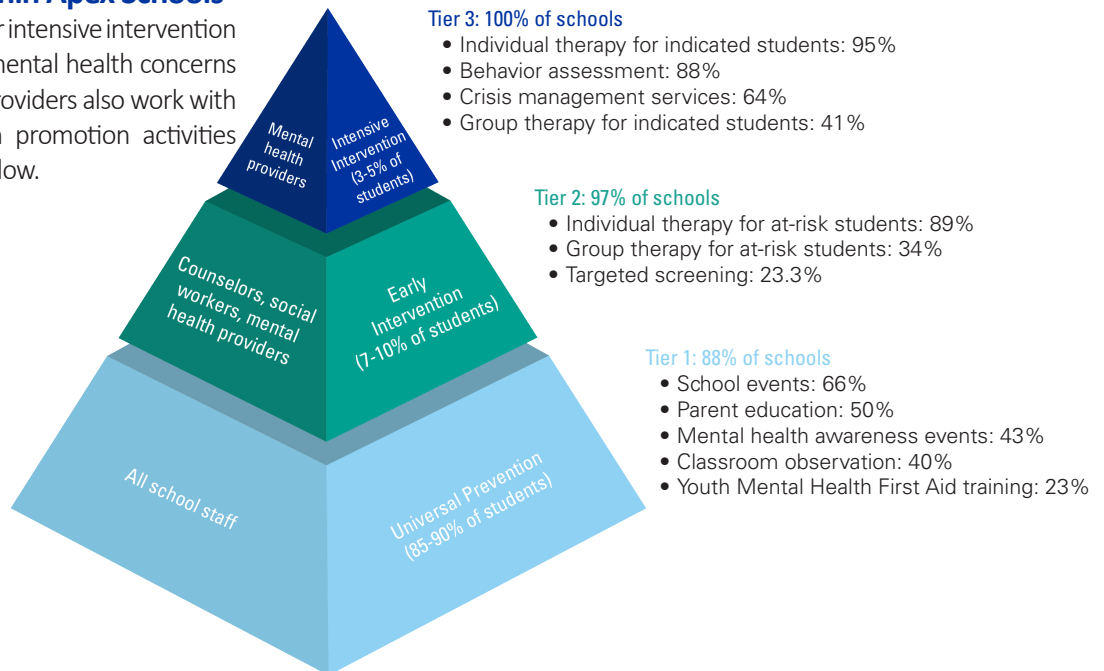 Apex Schools
r intensive intervention
mental health concerns
roviders also work with
promotion activities
low.
Mental
health
providers
Intensive
Intervention
(3-5% of
students)
Tier 3: 100% of schools
• Individual therapy for indicated students: 95%
• Behavior assessment: 88%
• Crisis management services: 64%
• Group therapy for indicated students: 41%
Counselors, social
workers, mental
health providers
Early
Intervention
(7-10% of students)
Tier 2: 97% of schools
• Individual therapy for at-risk students: 89%
• Group therapy for at-risk students: 34%
• Targeted screening: 23.3%
All school staff
Universal Prevention
(85-90% of students)
Tier 1: 88% of schools
• School events: 66%
• Parent education: 50%
• Mental health awareness events: 43%
• Classroom observation: 40%
• Youth Mental Health First Aid training: 23%